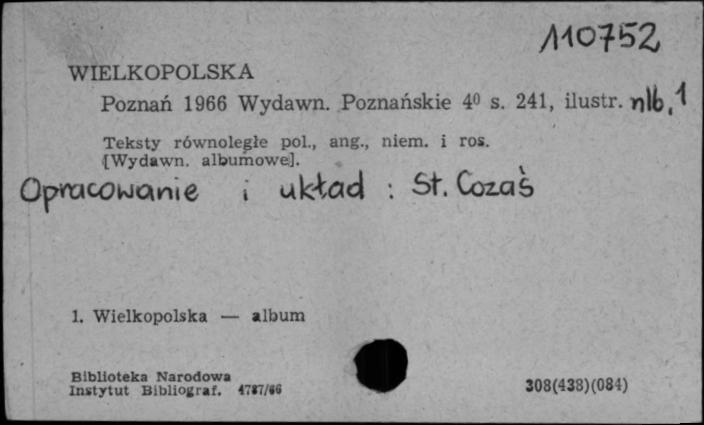 110752
WIELKOPOLSKA
Poznań 1966 Wydawn. Poznańskie 4⁰ s. 241, ilustr. nlb. 1
Teksty równoległe pol., ang., niem. i ros.
[Wydawn. albumowe].
Opracowanie i układ : St. Cozaś
1. Wielkopolska — album
Biblioteka Narodowa
Instytut Bibliograf. 4787/66
308(438)(084)